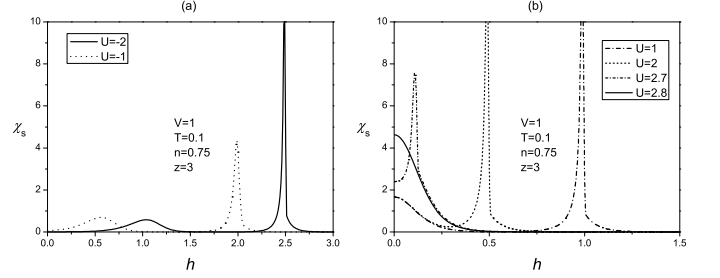 (a)
10
8
6
4
2
0
χs
U=-2
U=-1
V=1
T=0.1
n=0.75
z=3
0.0 0.5 1.0 1.5 2.0 2.5 3.0
h
(b)
10
8
6
4
2
0
χs
U=1
U=2
U=2.7
U=2.8
V=1
T=0.1
n=0.75
z=3
0.0 0.5 1.0 1.5
h